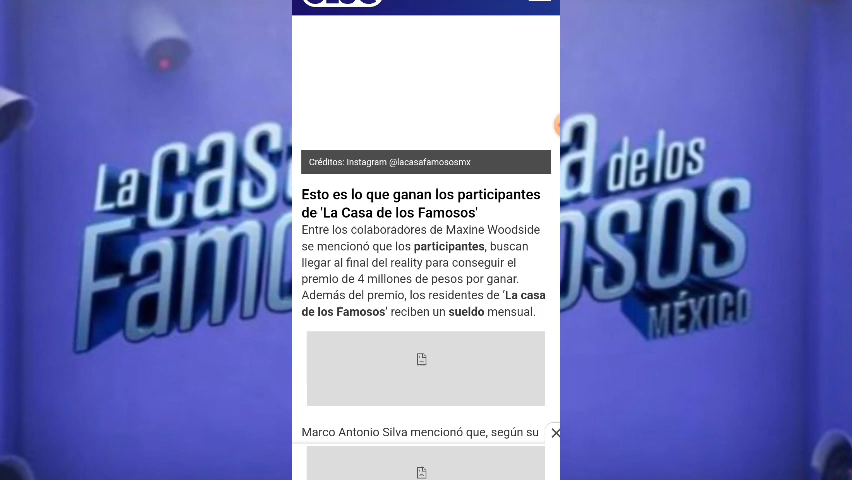 La Casa
Famo
a de los
osos
MÉXICO
Créditos: Instagram @lacasafamososmx
Esto es lo que ganan los participantes
de 'La Casa de los Famosos'
Entre los colaboradores de Maxine Woodside
se mencionó que los participantes, buscan
llegar al final del reality para conseguir el
premio de 4 millones de pesos por ganar.
Además del premio, los residentes de 'La casa
de los Famosos' reciben un sueldo mensual.
Marco Antonio Silva mencionó que, según su